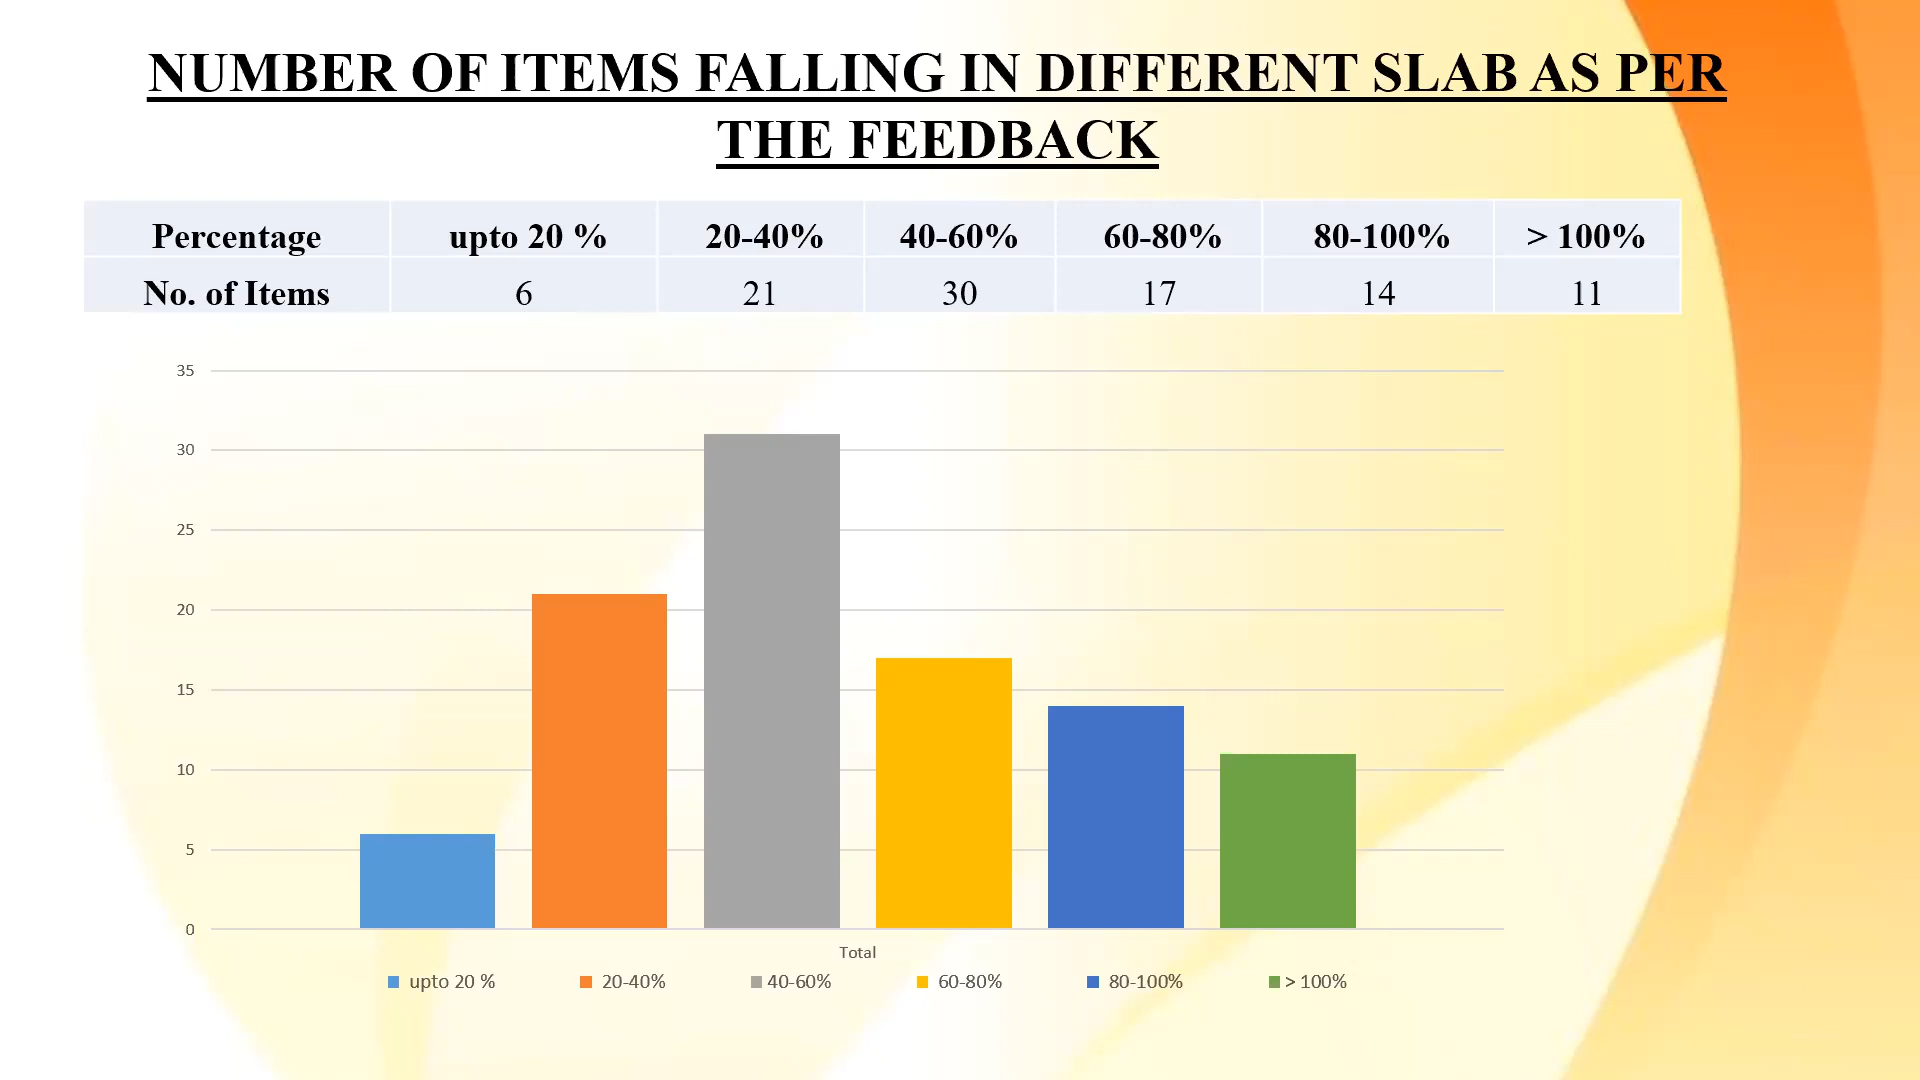 NUMBER OF ITEMS FALLING IN DIFFERENT SLAB AS PER
THE FEEDBACK
Percentage upto 20 % 20-40% 40-60% 60-80% 80-100% > 100%
No. of Items 6 21 30 17 14 11
35
30
25
20
15
10
5
0
Total
upto 20 % 20-40% 40-60% 60-80% 80-100% > 100%